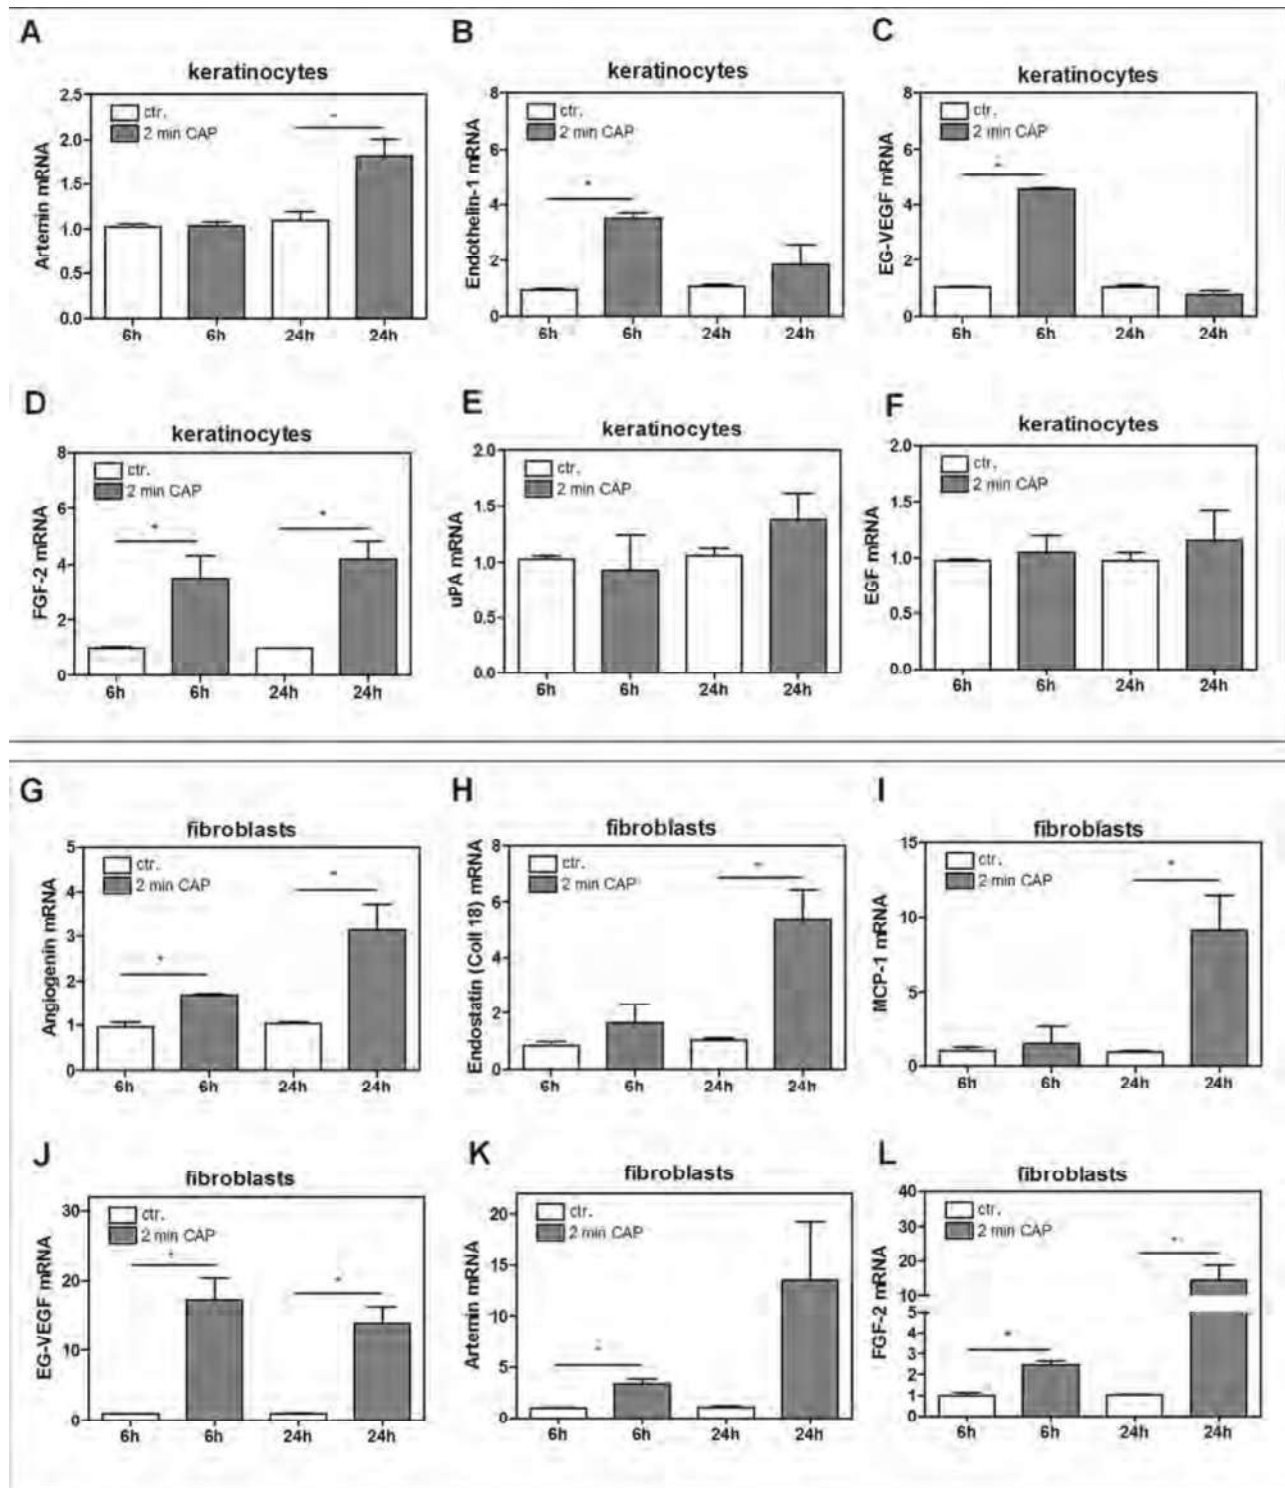 A
keratinocytes
Artemin mRNA
2.5
2.0
1.5
1.0
0.5
0.0
ctr.
2 min CAP
6h 6h 24h 24h
B
keratinocytes
Endothelin-1 mRNA
8
6
4
2
0
ctr.
2 min CAP
*
6h 6h 24h 24h
C
keratinocytes
EG-VEGF mRNA
8
6
4
2
0
ctr.
2 min CAP
6h 6h 24h 24h
D
keratinocytes
FGF-2 mRNA
8
6
4
2
0
ctr.
2 min CAP
*
*
6h 6h 24h 24h
E
keratinocytes
uPA mRNA
2.0
1.5
1.0
0.5
0.0
ctr.
2 min CAP
6h 6h 24h 24h
F
keratinocytes
EGF mRNA
2.0
1.5
1.0
0.5
0.0
ctr.
2 min CAP
6h 6h 24h 24h
G
fibroblasts
Angiogenin mRNA
5
4
3
2
1
0
ctr.
2 min CAP
*
*
6h 6h 24h 24h
H
fibroblasts
Endostatin (Coll 18) mRNA
8
6
4
2
0
ctr.
2 min CAP
*
6h 6h 24h 24h
I
fibroblasts
MCP-1 mRNA
15
10
5
0
ctr.
2 min CAP
*
6h 6h 24h 24h
J
fibroblasts
EG-VEGF mRNA
30
20
10
0
ctr.
2 min CAP
*
*
6h 6h 24h 24h
K
fibroblasts
Artemin mRNA
20
15
10
5
0
ctr.
2 min CAP
6h 6h 24h 24h
L
fibroblasts
FGF-2 mRNA
40
30
20
10
5
4
3
2
1
0
ctr.
2 min CAP
*
*
6h 6h 24h 24h